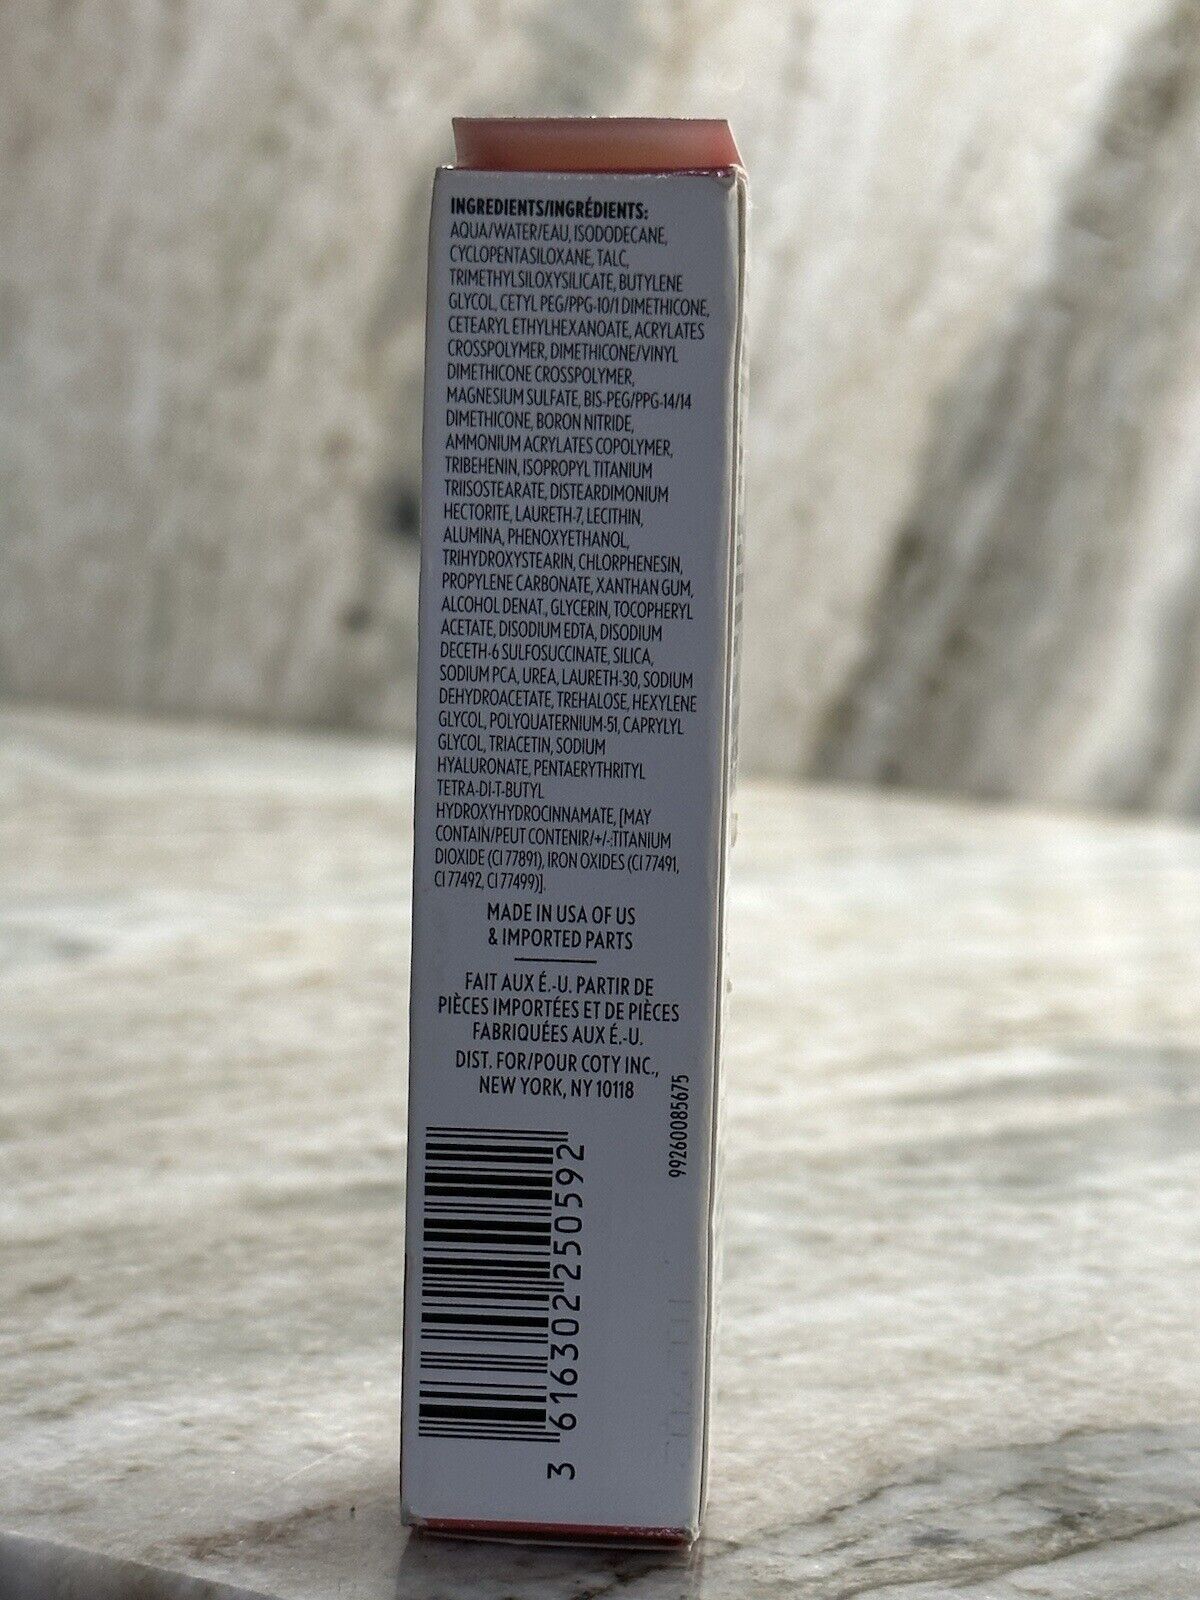 INGREDIENTS/INGRÉDIENTS:
AQUA/WATER/EAU, ISODODECANE,
CYCLOPENTASILOXANE, TALC,
TRIMETHYLSILOXYSILICATE, BUTYLENE
GLYCOL, CETYL PEG/PPG-10/1 DIMETHICONE,
CETEARYL ETHYLHEXANOATE, ACRYLATES
CROSSPOLYMER, DIMETHICONE/VINYL
DIMETHICONE CROSSPOLYMER,
MAGNESIUM SULFATE, BIS-PEG/PPG-14/14
DIMETHICONE, BORON NITRIDE,
AMMONIUM ACRYLATES COPOLYMER,
TRIBEHENIN, ISOPROPYL TITANIUM
TRIISOSTEARATE, DISTEARDIMONIUM
HECTORITE, LAURETH-7, LECITHIN,
ALUMINA, PHENOXYETHANOL,
TRIHYDROXYSTEARIN, CHLORPHENESIN,
PROPYLENE CARBONATE, XANTHAN GUM,
ALCOHOL DENAT., GLYCERIN, TOCOPHERYL
ACETATE, DISODIUM EDTA, DISODIUM
DECETH-6 SULFOSUCCINATE, SILICA,
SODIUM PCA, UREA, LAURETH-30, SODIUM
DEHYDROACETATE, TREHALOSE, HEXYLENE
GLYCOL, POLYQUATERNIUM-51, CAPRYLYL
GLYCOL, TRIACETIN, SODIUM
HYALURONATE, PENTAERYTHRITYL
TETRA-DI-T-BUTYL
HYDROXYHYDROCINNAMATE, [MAY
CONTAIN/PEUT CONTENIR/+/-:TITANIUM
DIOXIDE (CI 77891), IRON OXIDES (CI 77491,
CI 77492, CI 77499)].
MADE IN USA OF US
& IMPORTED PARTS
FAIT AUX É.-U. PARTIR DE
PIÈCES IMPORTÉES ET DE PIÈCES
FABRIQUÉES AUX É.-U.
DIST. FOR/POUR COTY INC.,
NEW YORK, NY 10118
99260085675
3 616302 250592